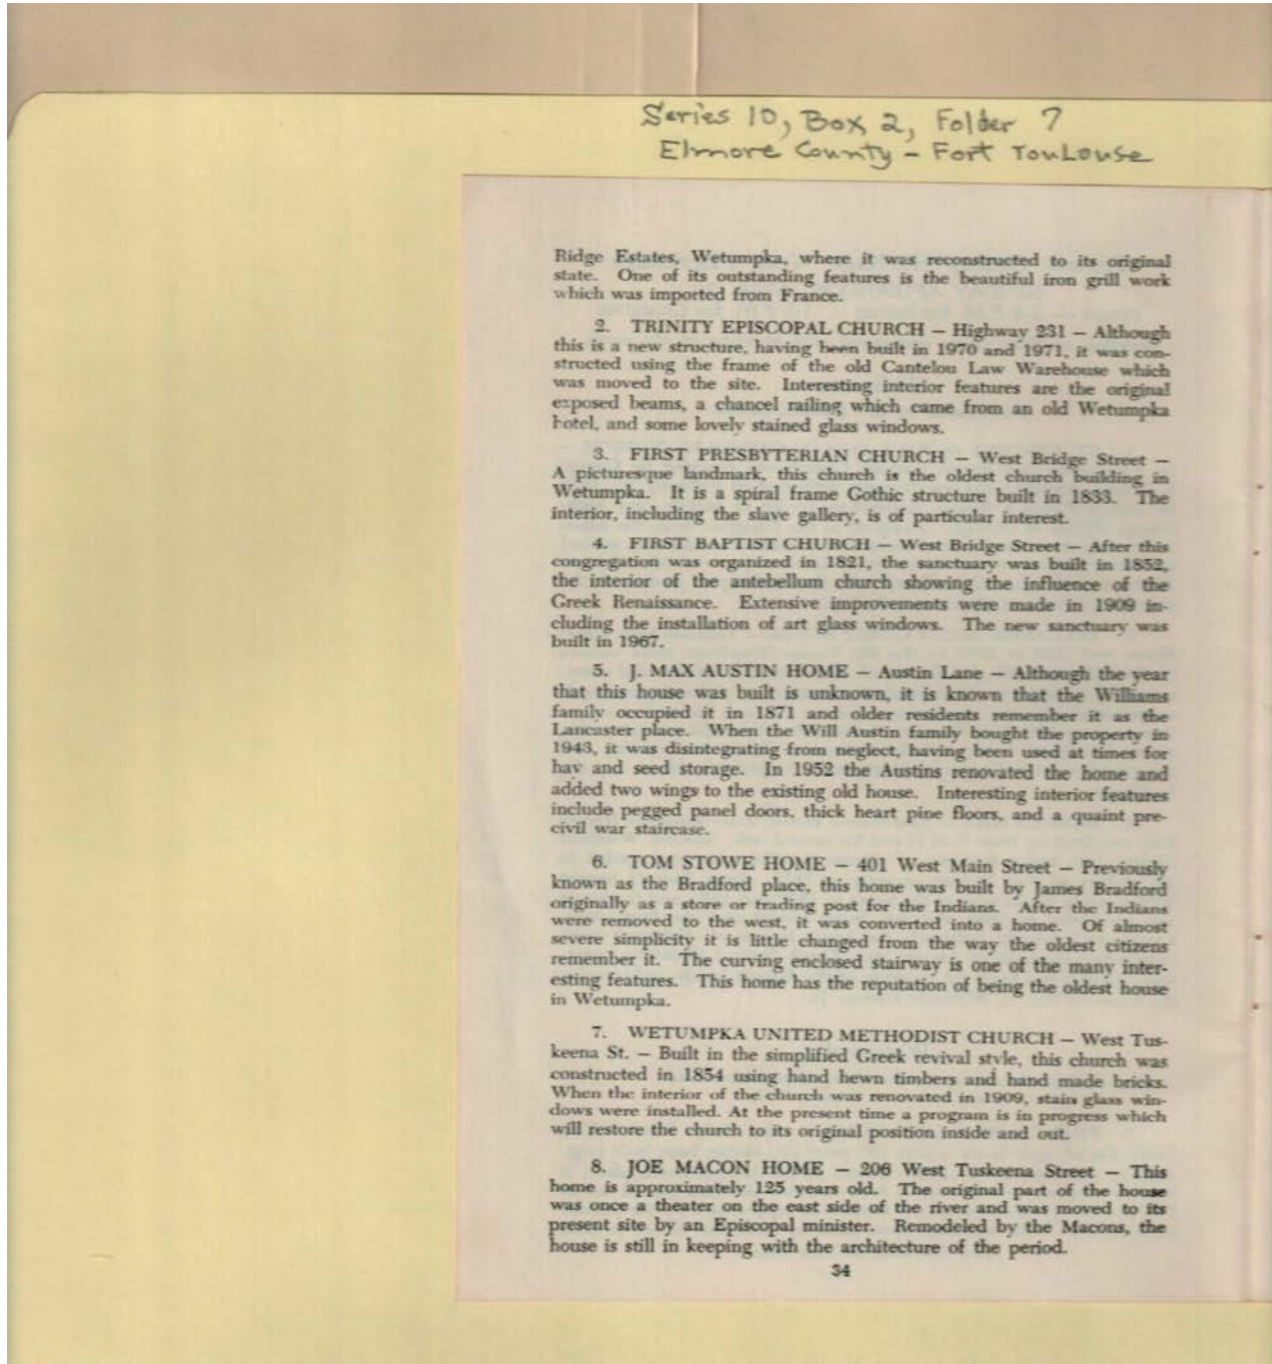 Series 10, Box 2, Folder 7
Elmore County - Fort Toulouse
Ridge Estates, Wetumpka, where it was reconstructed to its original
state. One of its outstanding features is the beautiful iron grill work
which was imported from France.
2. TRINITY EPISCOPAL CHURCH — Highway 231 — Although
this is a new structure, having been built in 1970 and 1971, it was con-
structed using the frame of the old Cantelou Law Warehouse which
was moved to the site. Interesting interior features are the original
exposed beams, a chancel railing which came from an old Wetumpka
hotel, and some lovely stained glass windows.
3. FIRST PRESBYTERIAN CHURCH — West Bridge Street —
A picturesque landmark, this church is the oldest church building in
Wetumpka. It is a spiral frame Gothic structure built in 1833. The
interior, including the slave gallery, is of particular interest.
4. FIRST BAPTIST CHURCH — West Bridge Street — After this
congregation was organized in 1821, the sanctuary was built in 1852,
the interior of the antebellum church showing the influence of the
Greek Renaissance. Extensive improvements were made in 1909 in-
cluding the installation of art glass windows. The new sanctuary was
built in 1967.
5. J. MAX AUSTIN HOME — Austin Lane — Although the year
that this house was built is unknown, it is known that the Williams
family occupied it in 1871 and older residents remember it as the
Lancaster place. When the Will Austin family bought the property in
1943, it was disintegrating from neglect, having been used at times for
hay and seed storage. In 1952 the Austins renovated the home and
added two wings to the existing old house. Interesting interior features
include pegged panel doors, thick heart pine floors, and a quaint pre-
civil war staircase.
6. TOM STOWE HOME — 401 West Main Street — Previously
known as the Bradford place, this home was built by James Bradford
originally as a store or trading post for the Indians. After the Indians
were removed to the west, it was converted into a home. Of almost
severe simplicity it is little changed from the way the oldest citizens
remember it. The curving enclosed stairway is one of the many inter-
esting features. This home has the reputation of being the oldest house
in Wetumpka.
7. WETUMPKA UNITED METHODIST CHURCH — West Tus-
keena St. — Built in the simplified Greek revival style, this church was
constructed in 1854 using hand hewn timbers and hand made bricks.
When the interior of the church was renovated in 1909, stain glass win-
dows were installed. At the present time a program is in progress which
will restore the church to its original position inside and out.
8. JOE MACON HOME — 206 West Tuskeena Street — This
home is approximately 125 years old. The original part of the house
was once a theater on the east side of the river and was moved to its
present site by an Episcopal minister. Remodeled by the Macons, the
house is still in keeping with the architecture of the period.
34